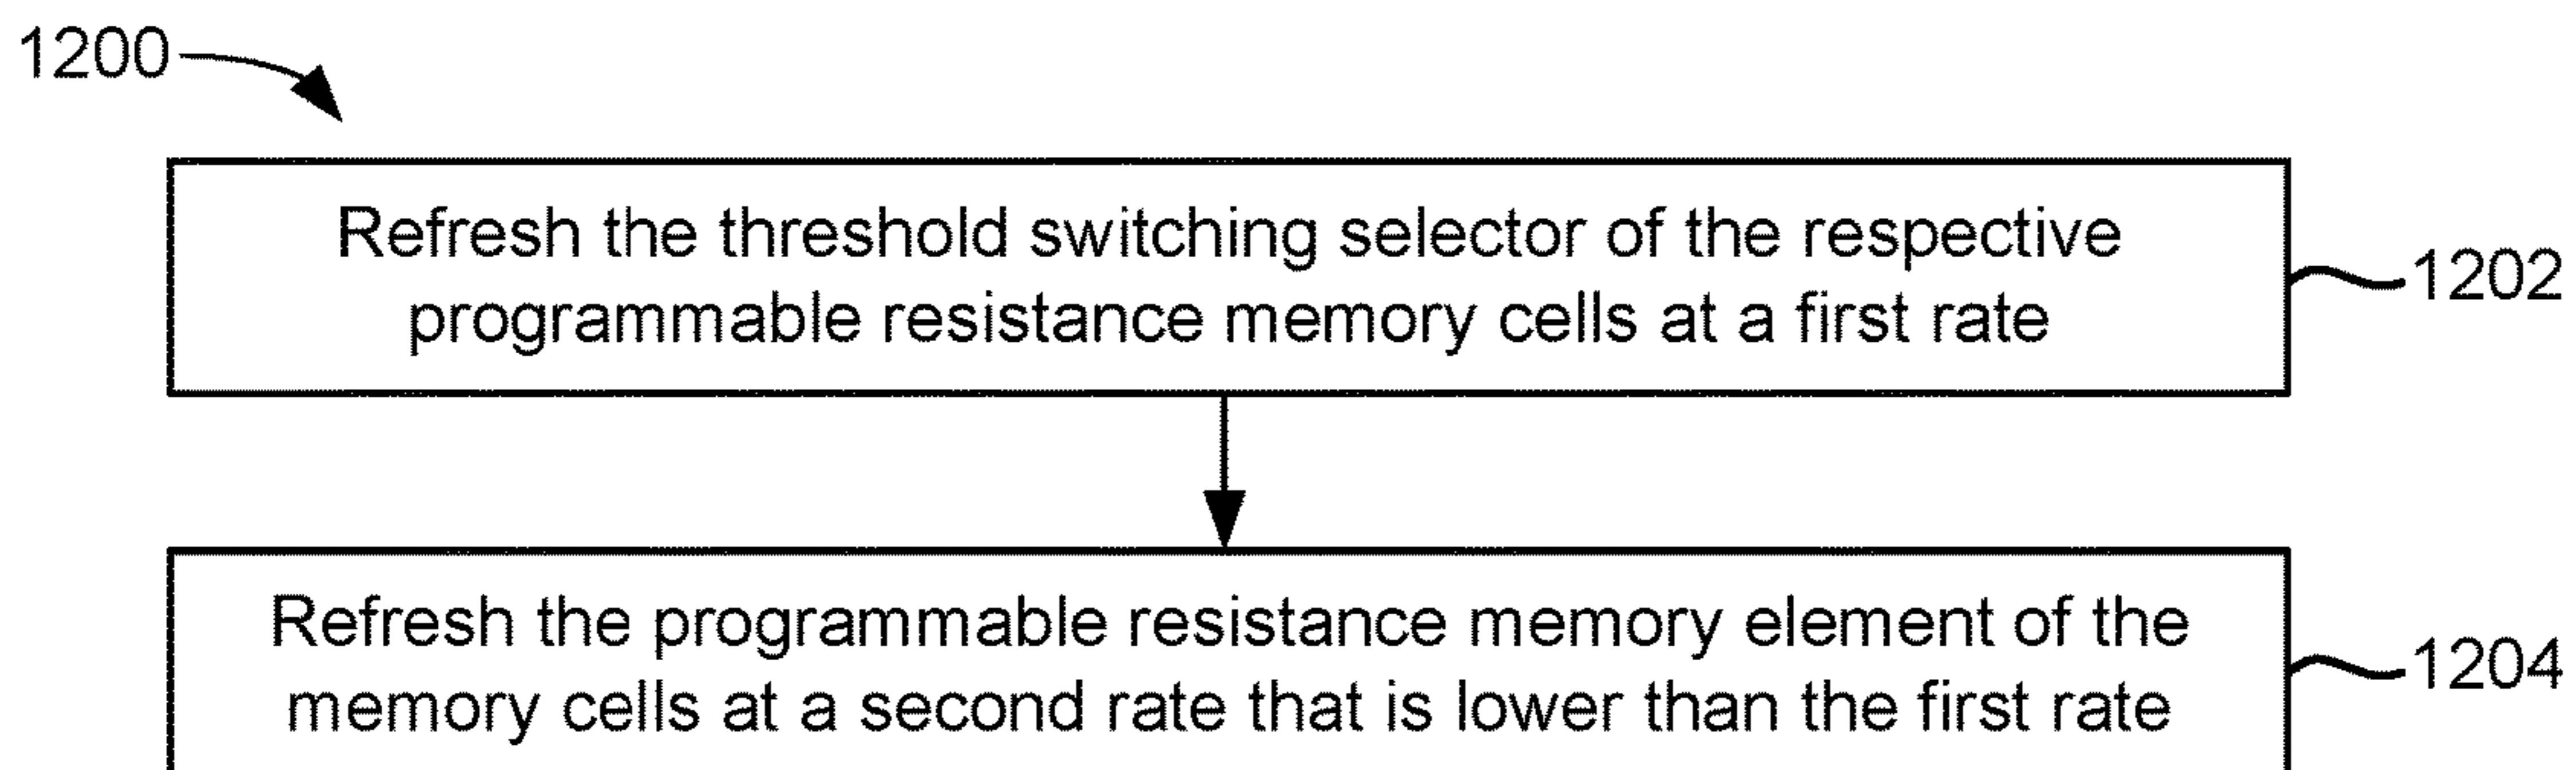 1200
Refresh the threshold switching selector of the respective
programmable resistance memory cells at a first rate
1202
Refresh the programmable resistance memory element of the
memory cells at a second rate that is lower than the first rate
1204